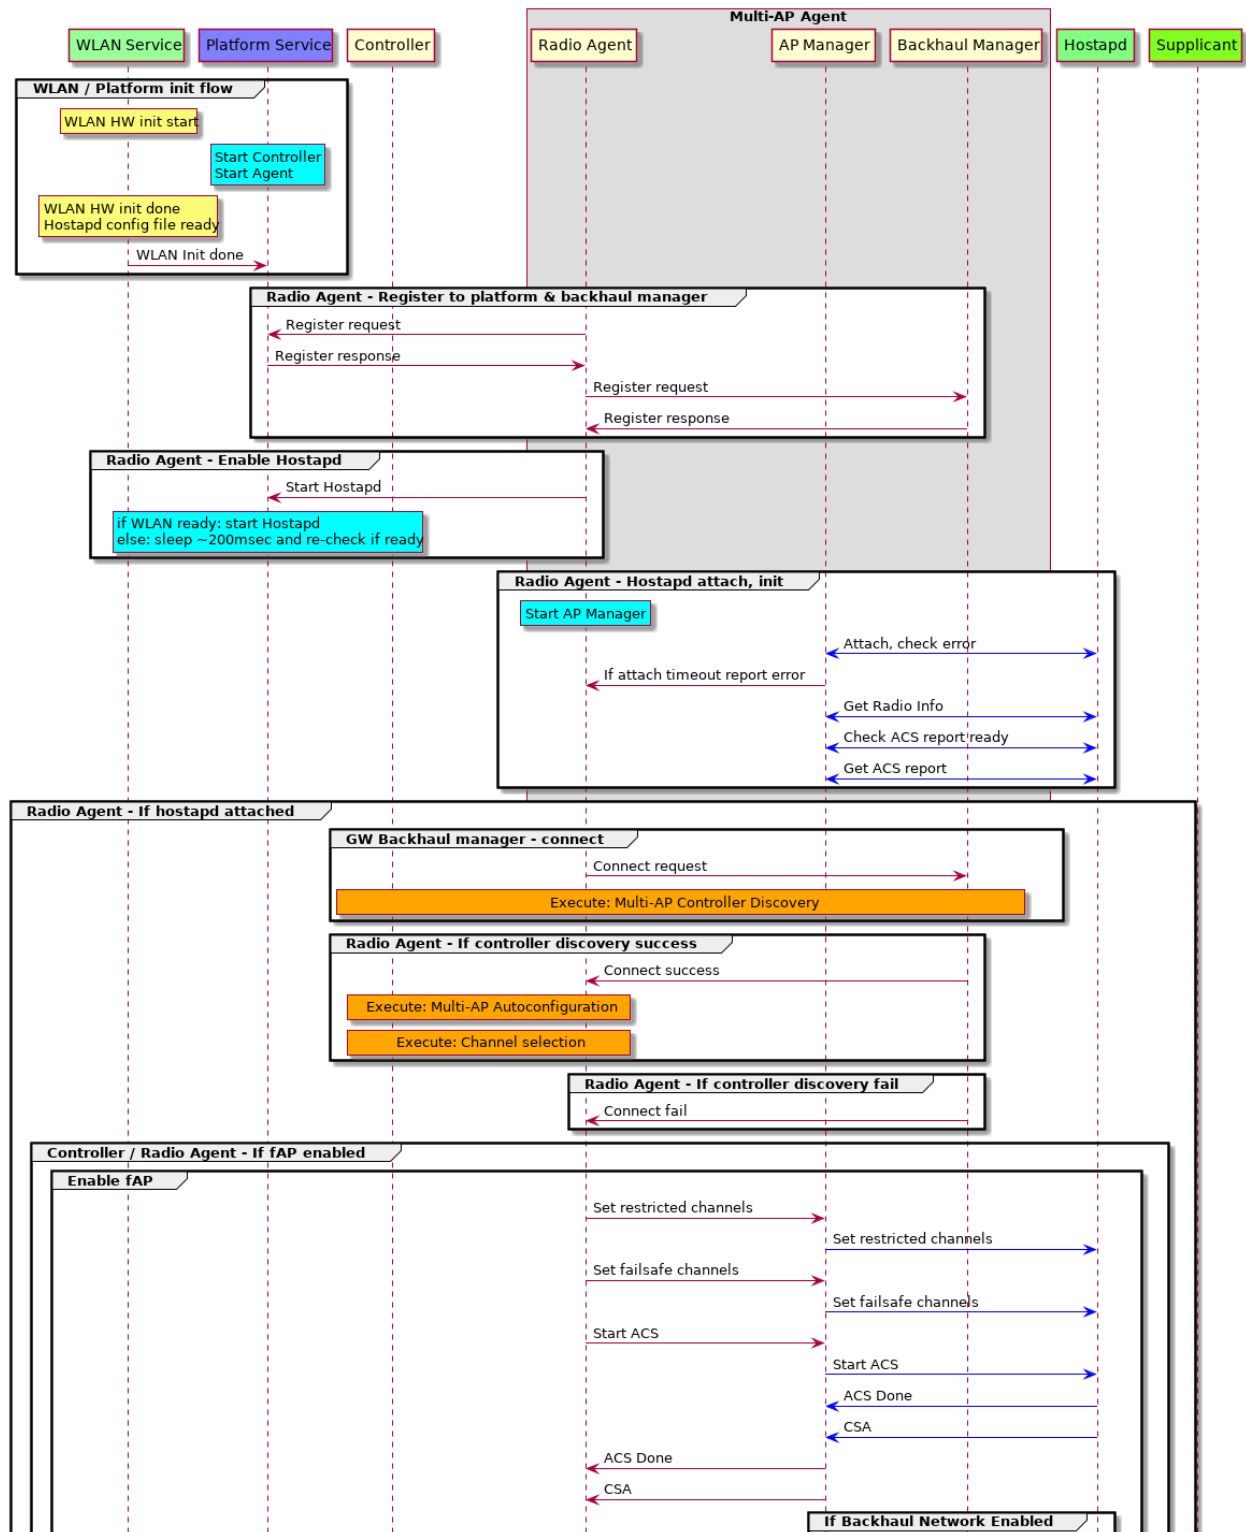 Multi-AP Agent
WLAN Service
Platform Service
Controller
Radio Agent
AP Manager
Backhaul Manager
Hostapd
Supplicant
WLAN / Platform init flow
WLAN HW init start
Start Controller
Start Agent
WLAN HW init done
Hostapd config file ready
WLAN Init done
Radio Agent - Register to platform & backhaul manager
Register request
Register response
Register request
Register response
Radio Agent - Enable Hostapd
Start Hostapd
if WLAN ready: start Hostapd
else: sleep ~200msec and re-check if ready
Radio Agent - Hostapd attach, init
Start AP Manager
Attach, check error
If attach timeout report error
Get Radio Info
Check ACS report ready
Get ACS report
Radio Agent - If hostapd attached
GW Backhaul manager - connect
Connect request
Execute: Multi-AP Controller Discovery
Radio Agent - If controller discovery success
Connect success
Execute: Multi-AP Autoconfiguration
Execute: Channel selection
Radio Agent - If controller discovery fail
Connect fail
Controller / Radio Agent - If fAP enabled
Enable fAP
Set restricted channels
Set restricted channels
Set failsafe channels
Set failsafe channels
Start ACS
Start ACS
ACS Done
CSA
ACS Done
CSA
If Backhaul Network Enabled